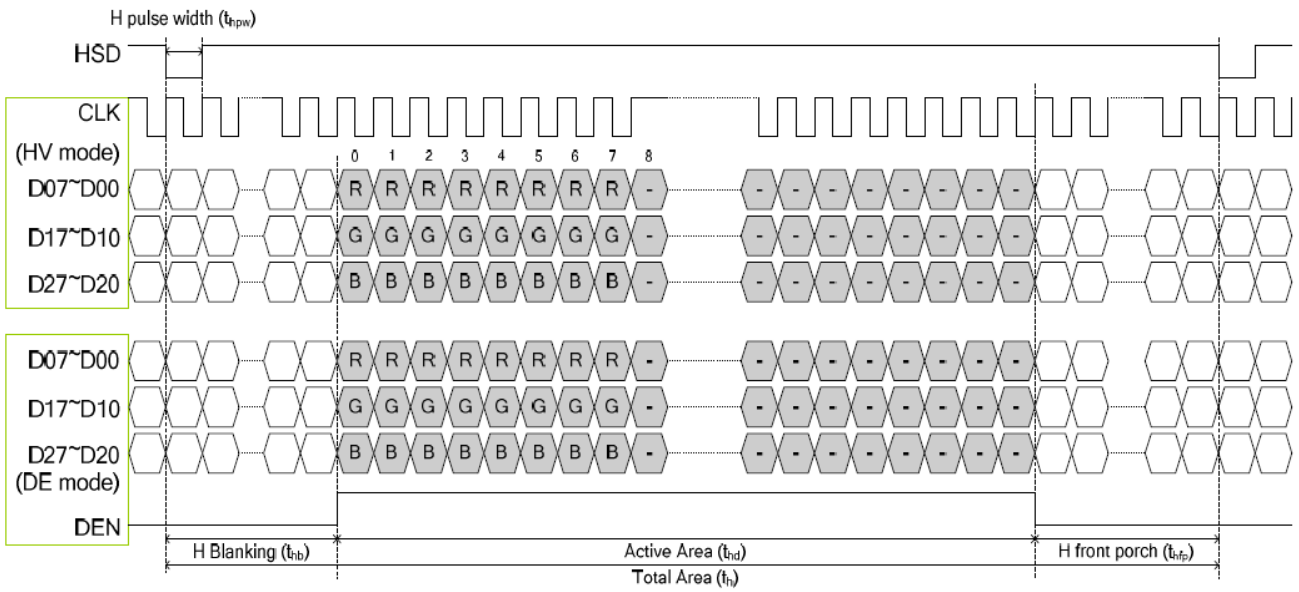 H pulse width (thpw)
HSD
CLK
(HV mode)
0 1 2 3 4 5 6 7 8
D07~D00 R R R R R R R R - - - - - - - - -
D17~D10 G G G G G G G G - - - - - - - - -
D27~D20 B B B B B B B B - - - - - - - - -
D07~D00 R R R R R R R R - - - - - - - - -
D17~D10 G G G G G G G G - - - - - - - - -
D27~D20 B B B B B B B B - - - - - - - - -
(DE mode)
DEN
H Blanking (thb) Active Area (thd) H front porch (thfp)
Total Area (th)